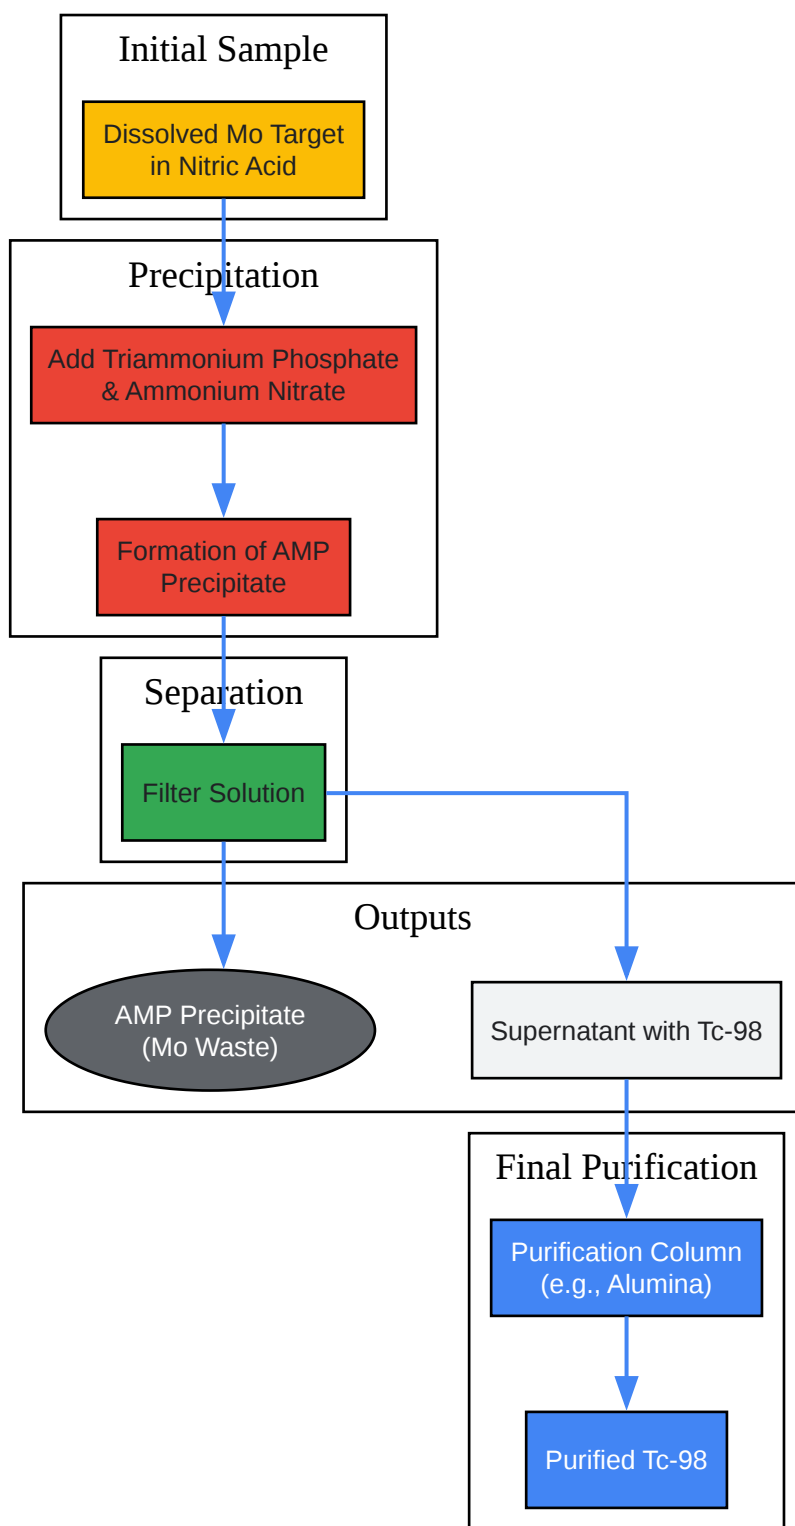 Initial Sample
Dissolved Mo Target
in Nitric Acid
Precipitation
Add Triammonium Phosphate
& Ammonium Nitrate
Formation of AMP
Precipitate
Separation
Filter Solution
Outputs
AMP Precipitate
(Mo Waste)
Supernatant with Tc-98
Final Purification
Purification Column
(e.g., Alumina)
Purified Tc-98